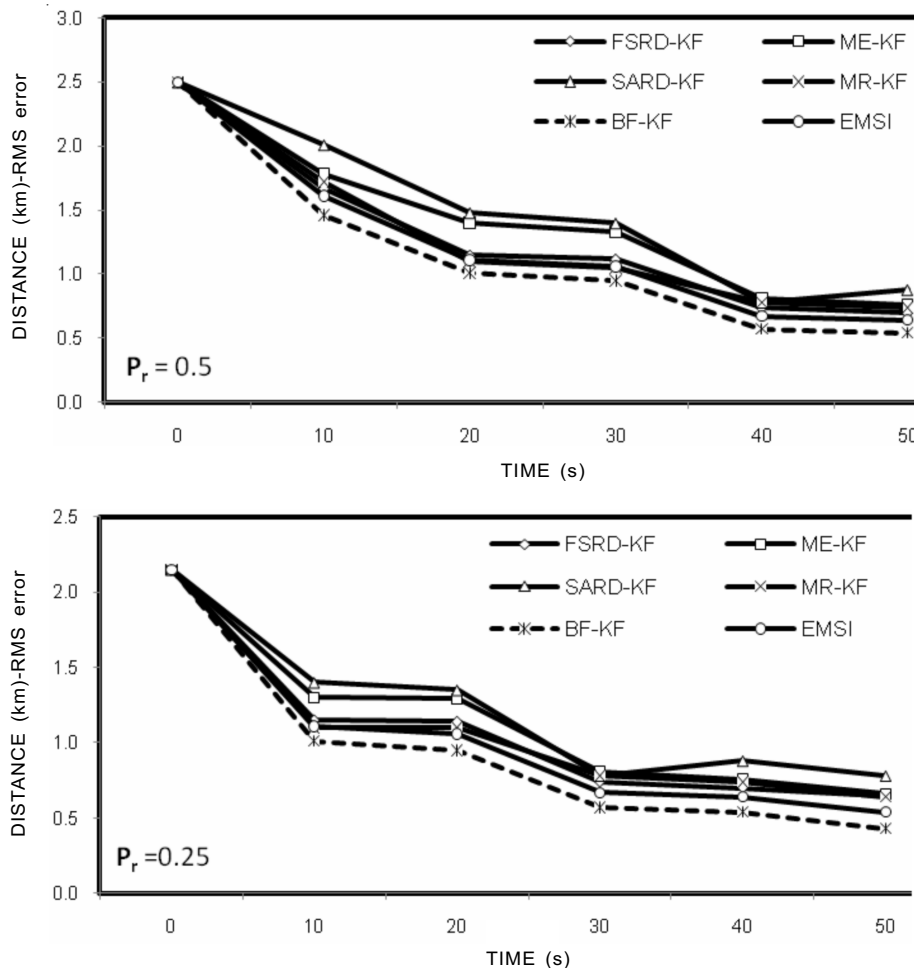 3.0
2.5
2.0
1.5
1.0
0.5
0.0
DISTANCE (km)-RMS error
FSRD-KF
ME-KF
SARD-KF
MR-KF
BF-KF
EMSI
Pr = 0.5
0 10 20 30 40 50
TIME (s)
2.5
2.0
1.5
1.0
0.5
0.0
DISTANCE (km)-RMS error
FSRD-KF
ME-KF
SARD-KF
MR-KF
BF-KF
EMSI
Pr =0.25
0 10 20 30 40 50
TIME (s)